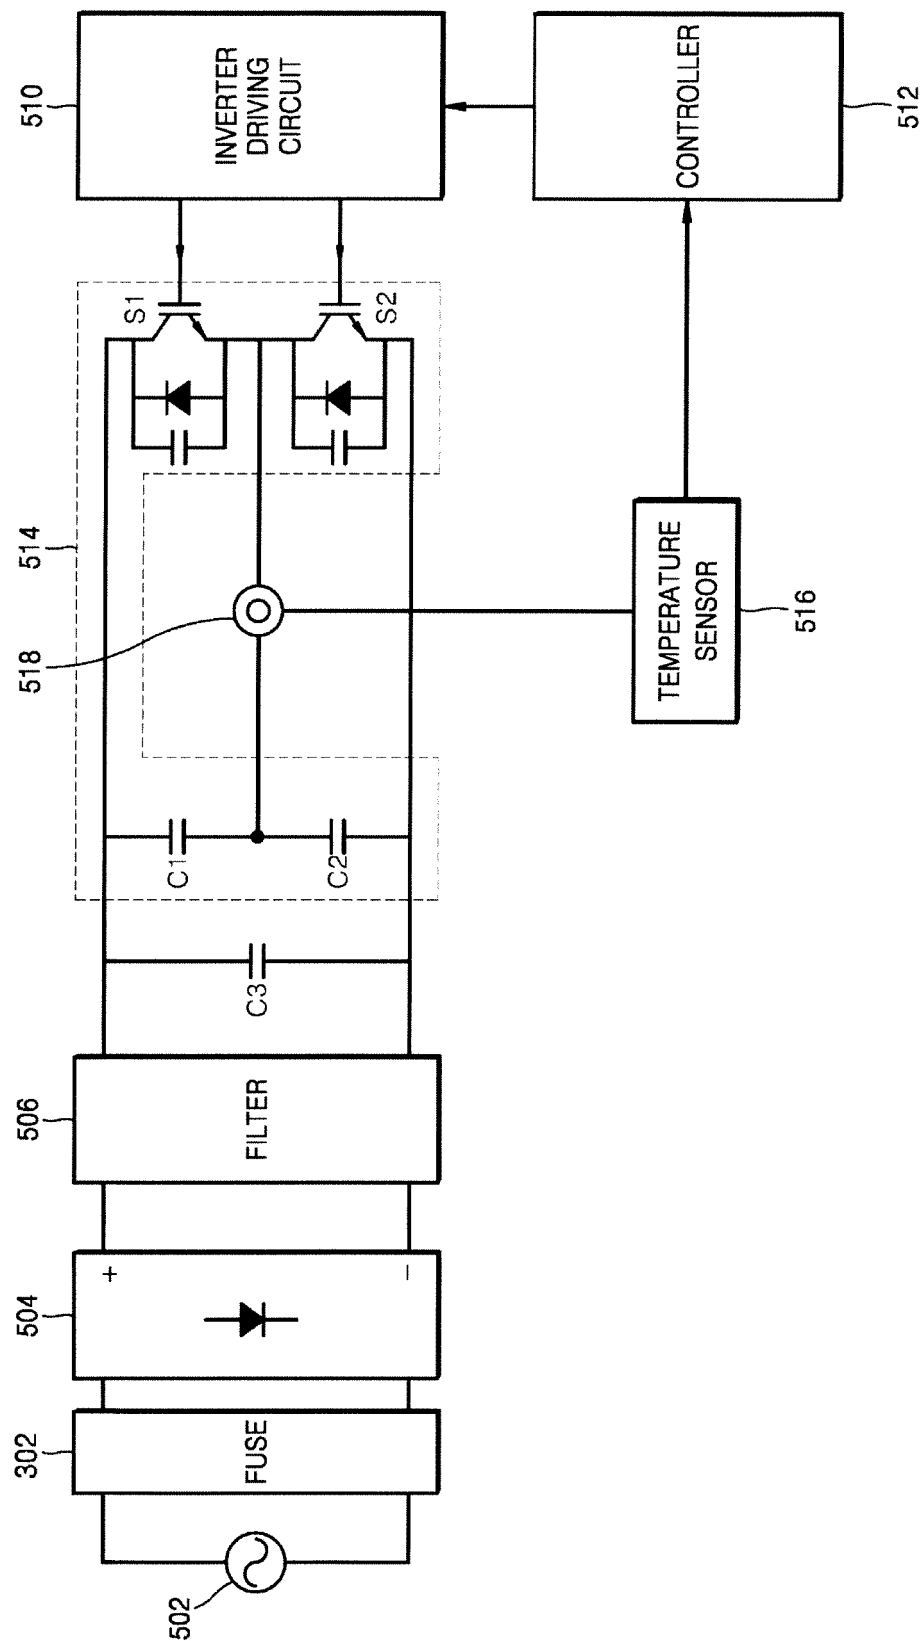 502
302
FUSE
504
+
−
506
FILTER
C3
C1
C2
514
518
S1
S2
510
INVERTER
DRIVING
CIRCUIT
TEMPERATURE
SENSOR
516
CONTROLLER
512